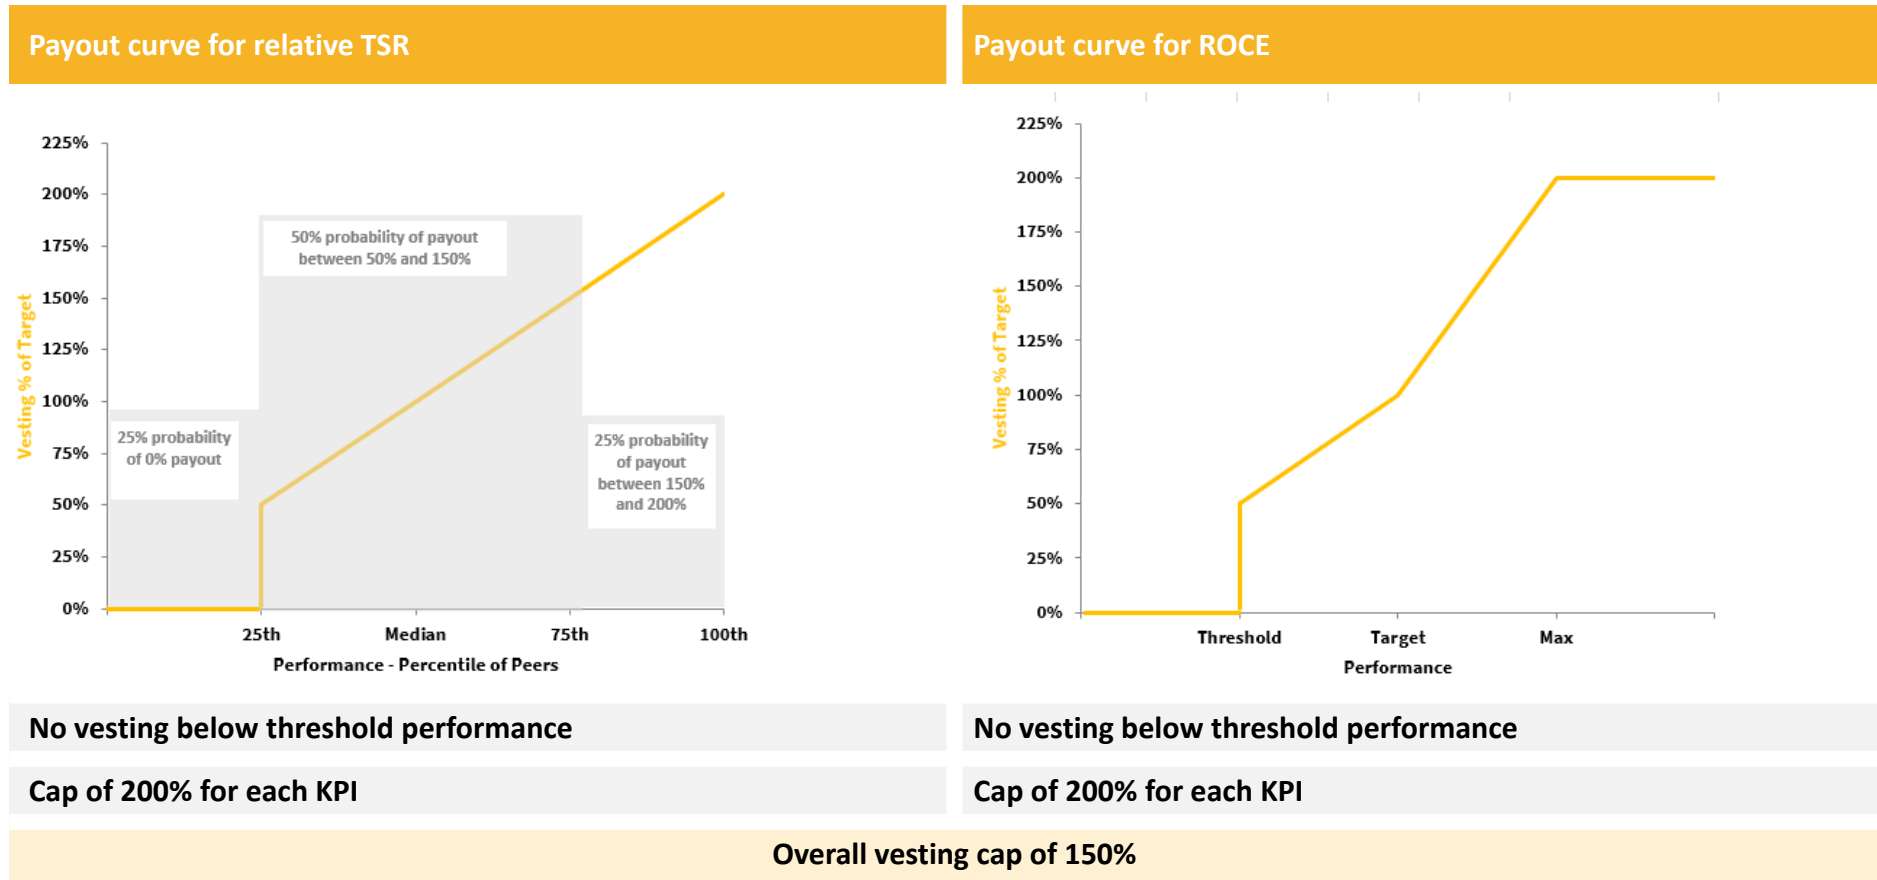 Payout curve for relative TSR
225%
200%
175%
150%
125%
100%
75%
50%
25%
0%
Vesting % of Target
50% probability of payout
between 50% and 150%
25% probability
of 0% payout
25% probability
of payout
between 150%
and 200%
25th
Median
75th
100th
Performance - Percentile of Peers
No vesting below threshold performance
Cap of 200% for each KPI
Payout curve for ROCE
225%
200%
175%
150%
125%
100%
75%
50%
25%
0%
Vesting % of Target
Threshold
Target
Max
Performance
No vesting below threshold performance
Cap of 200% for each KPI
Overall vesting cap of 150%